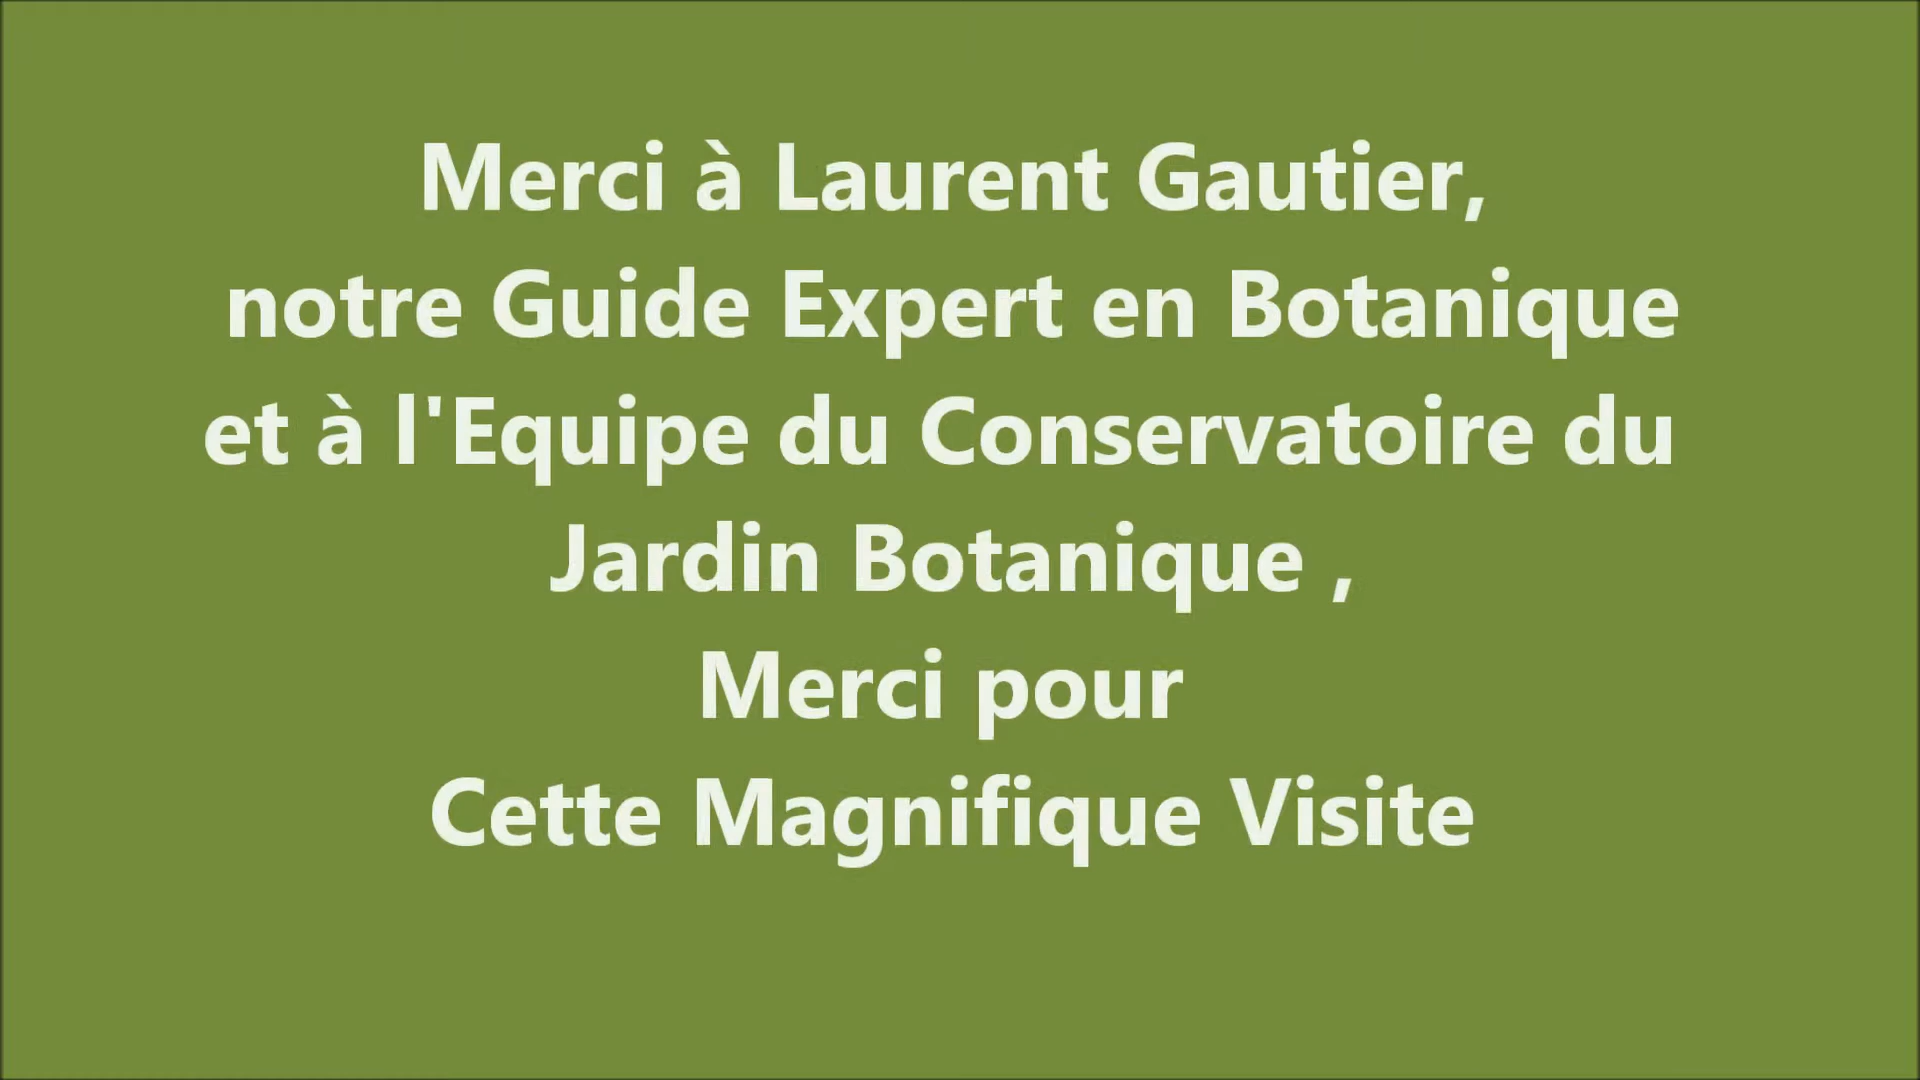 Merci à Laurent Gautier,
notre Guide Expert en Botanique
et à l'Equipe du Conservatoire du
Jardin Botanique ,
Merci pour
Cette Magnifique Visite